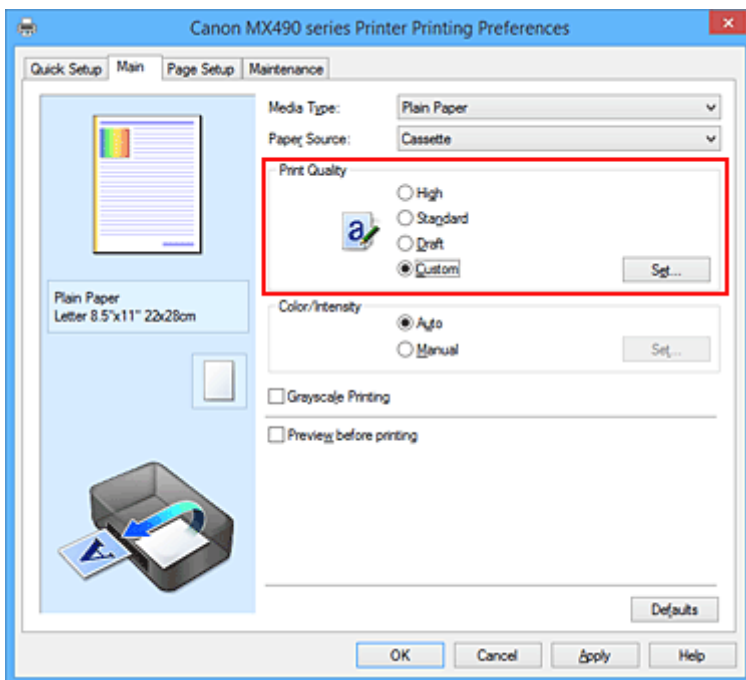 Canon MX490 series Printer Printing Preferences
Quick Setup Main Page Setup Maintenance
Media Type: Plain Paper
Paper Source: Cassette
Print Quality
High
Standard
a
Draft
Custom Set...
Plain Paper
Letter 8.5"x11" 22x28cm
Color/Intensity
Auto
Manual Set...
Grayscale Printing
Preview before printing
A
Defaults
OK Cancel Apply Help